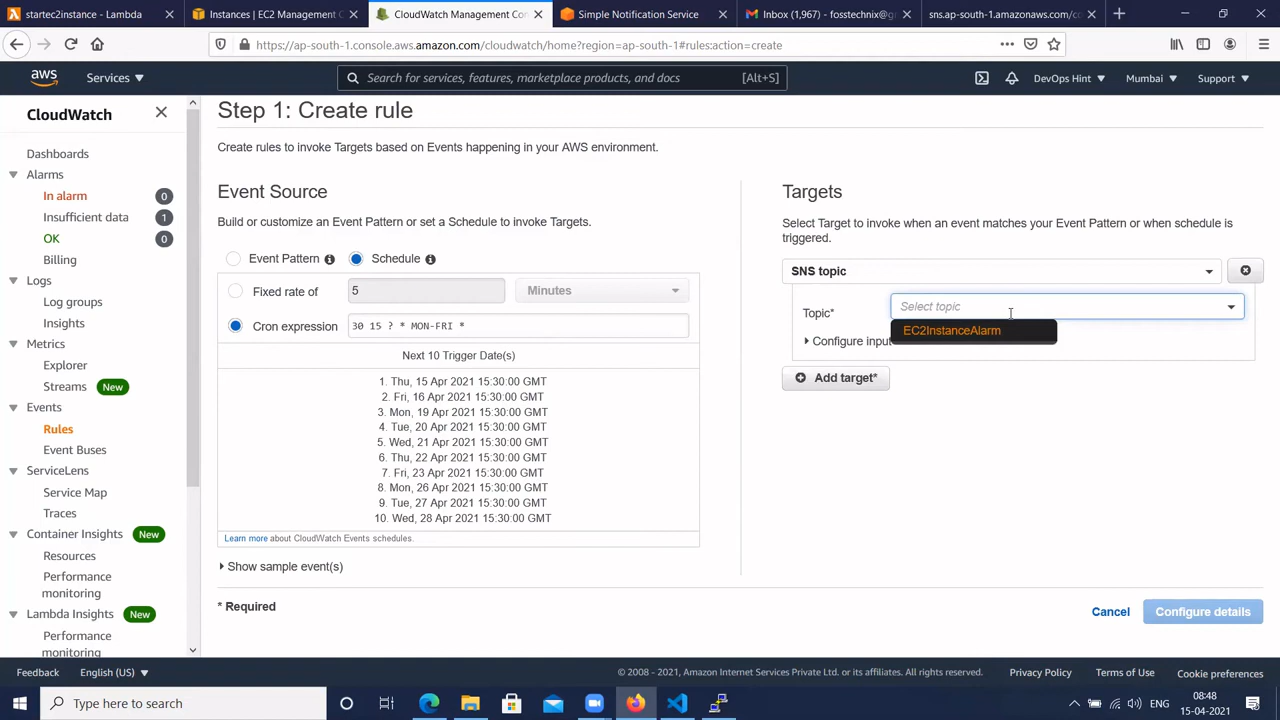 startec2instance - Lambda
Instances | EC2 Management C
CloudWatch Management Con
Simple Notification Service
Inbox (1,967) - fosstechnix@g
sns.ap-south-1.amazonaws.com/co
https://ap-south-1.console.aws.amazon.com/cloudwatch/home?region=ap-south-1#rules:action=create
aws
Services
Search for services, features, marketplace products, and docs
[Alt+S]
DevOps Hint
Mumbai
Support
CloudWatch
Dashboards
Alarms
In alarm 0
Insufficient data 1
OK 0
Billing
Logs
Log groups
Insights
Metrics
Explorer
Streams New
Events
Rules
Event Buses
ServiceLens
Service Map
Traces
Container Insights New
Resources
Performance
monitoring
Lambda Insights New
Performance
monitoring
Step 1: Create rule
Create rules to invoke Targets based on Events happening in your AWS environment.
Event Source
Build or customize an Event Pattern or set a Schedule to invoke Targets.
Event Pattern
Schedule
Fixed rate of 5 Minutes
Cron expression 30 15 ? * MON-FRI *
Next 10 Trigger Date(s)
1. Thu, 15 Apr 2021 15:30:00 GMT
2. Fri, 16 Apr 2021 15:30:00 GMT
3. Mon, 19 Apr 2021 15:30:00 GMT
4. Tue, 20 Apr 2021 15:30:00 GMT
5. Wed, 21 Apr 2021 15:30:00 GMT
6. Thu, 22 Apr 2021 15:30:00 GMT
7. Fri, 23 Apr 2021 15:30:00 GMT
8. Mon, 26 Apr 2021 15:30:00 GMT
9. Tue, 27 Apr 2021 15:30:00 GMT
10. Wed, 28 Apr 2021 15:30:00 GMT
Learn more about CloudWatch Events schedules.
Show sample event(s)
* Required
Targets
Select Target to invoke when an event matches your Event Pattern or when schedule is
triggered.
SNS topic
Topic* Select topic
EC2InstanceAlarm
Configure input
Add target*
Cancel
Configure details
Feedback
English (US)
© 2008 - 2021, Amazon Internet Services Private Ltd. or its affiliates. All rights reserved.
Privacy Policy
Terms of Use
Cookie preferences
Type here to search
ENG
08:48
15-04-2021